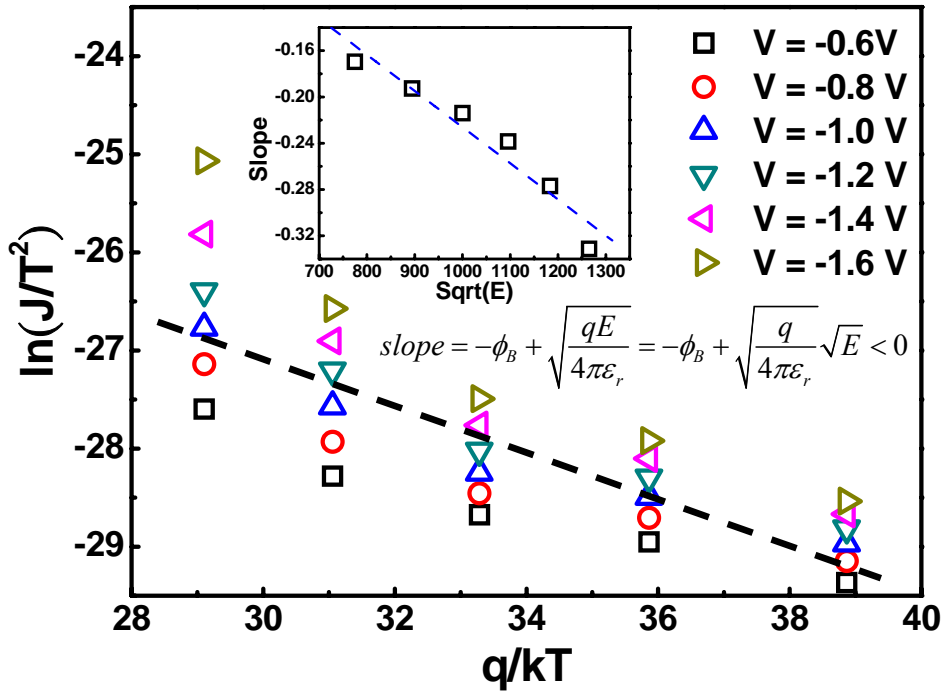 -24
-25
-26
-27
-28
-29
ln(J/T²)
28 30 32 34 36 38 40
q/kT
-0.16
-0.20
-0.24
-0.28
-0.32
Slope
700 800 900 1000 1100 1200 1300
Sqrt(E)
V = -0.6V
V = -0.8 V
V = -1.0 V
V = -1.2 V
V = -1.4 V
V = -1.6 V
slope = −ϕ_B + √(qE/4πε_r) = −ϕ_B + √(q/4πε_r) √E < 0